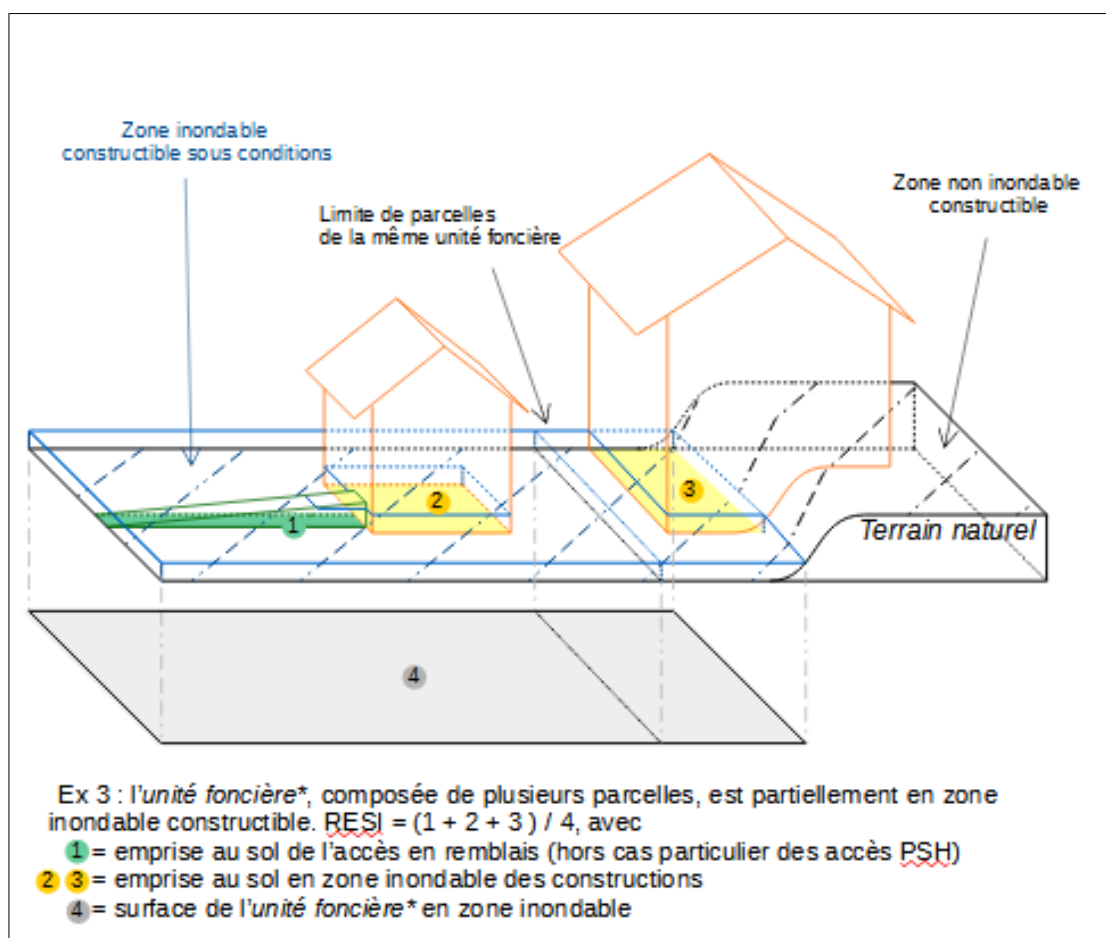 Zone inondable
constructible sous conditions
Zone non inondable
constructible
Limite de parcelles
de la même unité foncière
2
3
1
Terrain naturel
4
Ex 3 : l'unité foncière*, composée de plusieurs parcelles, est partiellement en zone
inondable constructible. RESI = (1 + 2 + 3 ) / 4, avec
1 = emprise au sol de l'accès en remblais (hors cas particulier des accès PSH)
2 3 = emprise au sol en zone inondable des constructions
4 = surface de l'unité foncière* en zone inondable